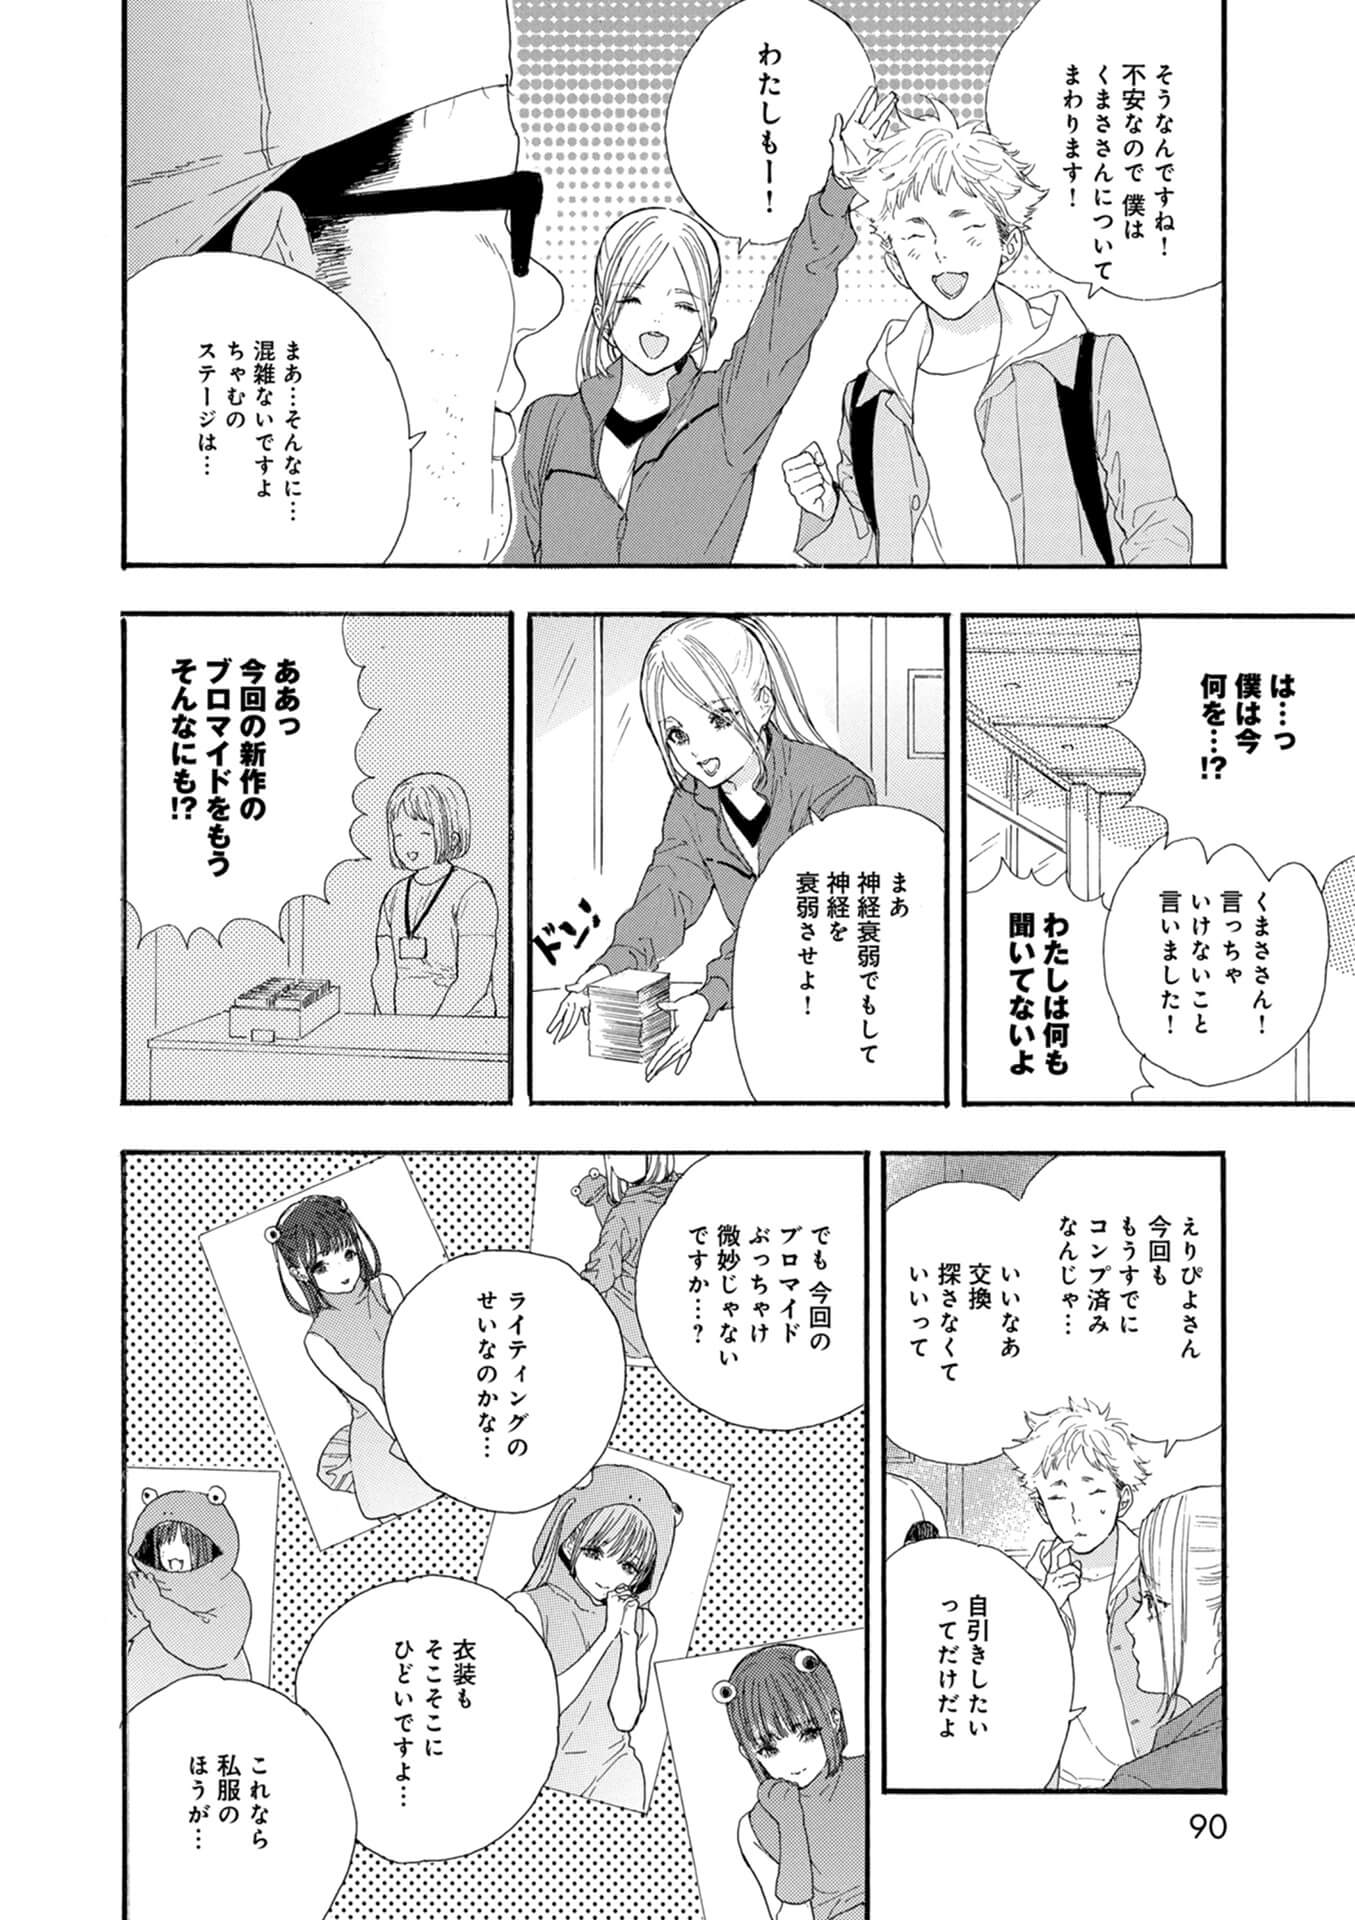 そうなんですね！
不安なので 僕は
くまささんについて
まわります！
わたしもー！
まあ…そんなに…
混雑ないですよ
ちゃむの
ステージは…
は…っ
僕は今
何を…!?
くまささん！
言っちゃ
いけないこと
言いました！
わたしは何も
聞いてないよ
まあ
神経衰弱でもして
神経を
衰弱させよ！
ドンッ
ああっ
今回の新作の
ブロマイドをもう
そんなにも!?
えりぴよさん
今回も
もうすでに
コンプ済み
なんじゃ…
いいなあ
交換
探さなくて
いいって
自引きしたい
ってだけだよ
でも 今回の
ブロマイド
ぶっちゃけ
微妙じゃない
ですか…？
ライティングの
せいなのかな…
衣装も
そこそこに
ひどいですよ…
これなら
私服の
ほうが…
90